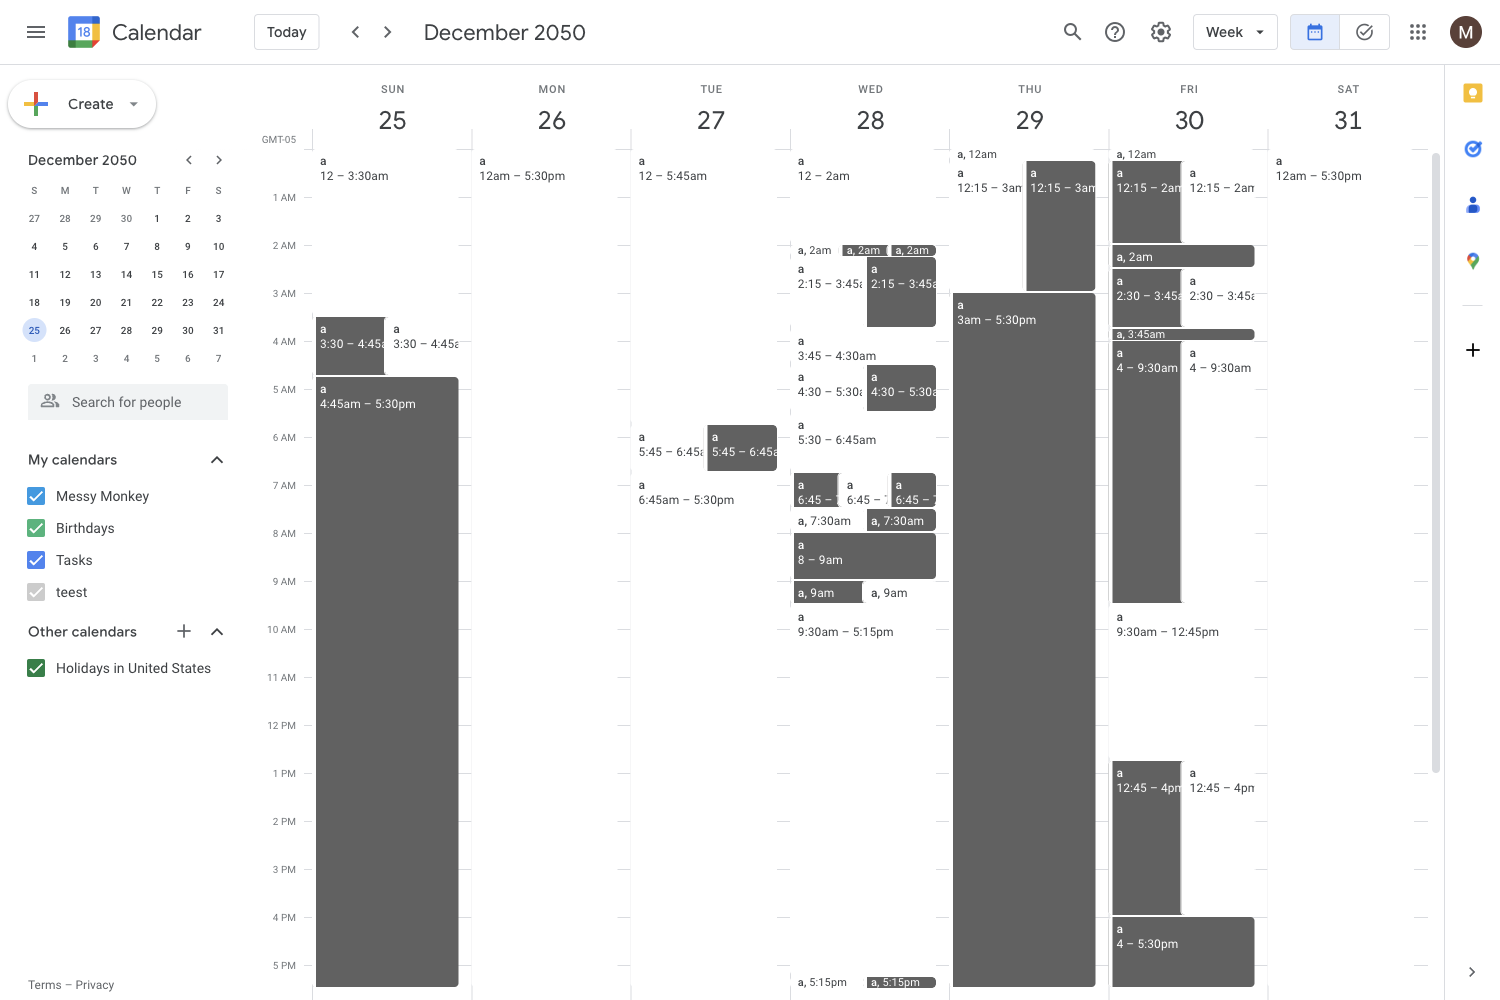 18 Calendar
Today
December 2050
Week
M
Create
December 2050
S M T W T F S
27 28 29 30 1 2 3
4 5 6 7 8 9 10
11 12 13 14 15 16 17
18 19 20 21 22 23 24
25 26 27 28 29 30 31
1 2 3 4 5 6 7
Search for people
My calendars
Messy Monkey
Birthdays
Tasks
teest
Other calendars
Holidays in United States
Terms – Privacy
GMT-05
SUN MON TUE WED THU FRI SAT
25 26 27 28 29 30 31
1 AM
2 AM
3 AM
4 AM
5 AM
6 AM
7 AM
8 AM
9 AM
10 AM
11 AM
12 PM
1 PM
2 PM
3 PM
4 PM
5 PM
a
12 – 3:30am
a
3:30 – 4:45a
a
3:30 – 4:45a
a
4:45am – 5:30pm
a
12am – 5:30pm
a
12 – 5:45am
a
5:45 – 6:45a
a
5:45 – 6:45a
a
6:45am – 5:30pm
a
12 – 2am
a, 2am
a, 2am
a, 2am
a
2:15 – 3:45a
a
2:15 – 3:45a
a
3:45 – 4:30am
a
4:30 – 5:30a
a
4:30 – 5:30a
a
5:30 – 6:45am
a
6:45 –
a
6:45 –
a
6:45 –
a, 7:30am
a, 7:30am
a
8 – 9am
a, 9am
a, 9am
a
9:30am – 5:15pm
a, 5:15pm
a, 5:15pm
a, 12am
a
12:15 – 3am
a
12:15 – 3am
a
3am – 5:30pm
a, 12am
a
12:15 – 2am
a
12:15 – 2am
a, 2am
a
2:30 – 3:45a
a
2:30 – 3:45a
a, 3:45am
a
4 – 9:30am
a
4 – 9:30am
a
9:30am – 12:45pm
a
12:45 – 4pm
a
12:45 – 4pm
a
4 – 5:30pm
a
12am – 5:30pm